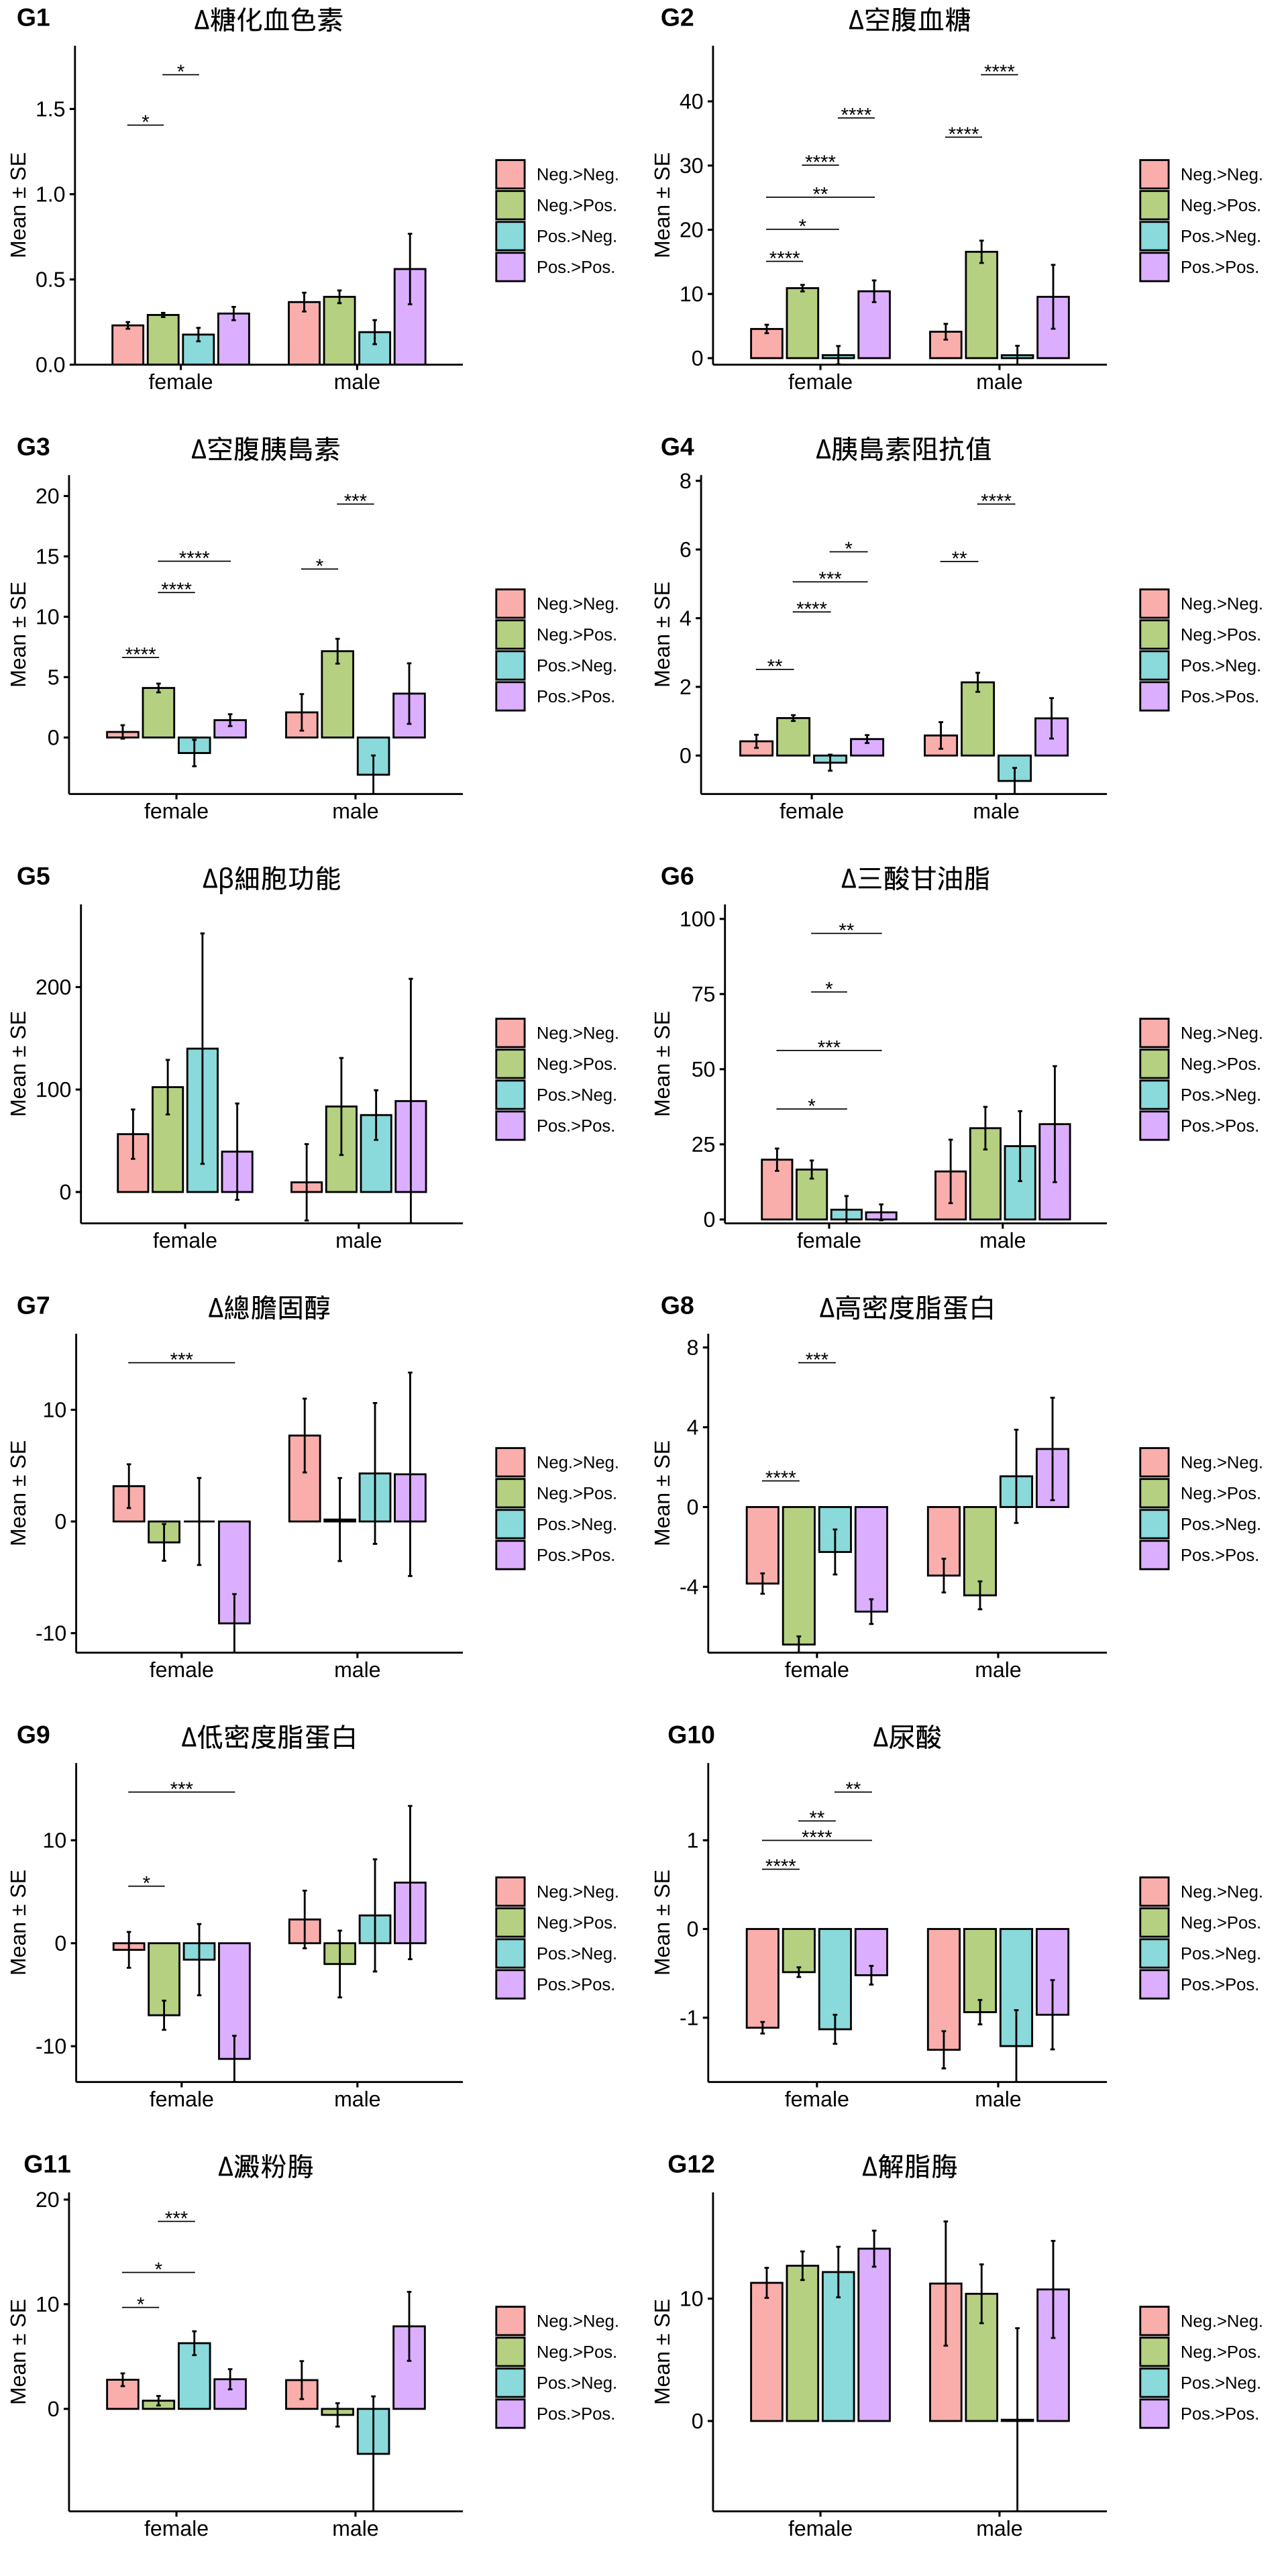 G1
Δ糖化血色素
Mean ± SE
1.5
1.0
0.5
0.0
*
*
female
male
Neg.>Neg.
Neg.>Pos.
Pos.>Neg.
Pos.>Pos.
G2
Δ空腹血糖
Mean ± SE
40
30
20
10
0
****
****
****
****
**
*
****
female
male
Neg.>Neg.
Neg.>Pos.
Pos.>Neg.
Pos.>Pos.
G3
Δ空腹胰島素
Mean ± SE
20
15
10
5
0
***
****
*
****
****
female
male
Neg.>Neg.
Neg.>Pos.
Pos.>Neg.
Pos.>Pos.
G4
Δ胰島素阻抗值
Mean ± SE
8
6
4
2
0
****
*
**
***
****
**
female
male
Neg.>Neg.
Neg.>Pos.
Pos.>Neg.
Pos.>Pos.
G5
Δβ細胞功能
Mean ± SE
200
100
0
female
male
Neg.>Neg.
Neg.>Pos.
Pos.>Neg.
Pos.>Pos.
G6
Δ三酸甘油脂
Mean ± SE
100
75
50
25
0
**
*
***
*
female
male
Neg.>Neg.
Neg.>Pos.
Pos.>Neg.
Pos.>Pos.
G7
Δ總膽固醇
Mean ± SE
10
0
-10
***
female
male
Neg.>Neg.
Neg.>Pos.
Pos.>Neg.
Pos.>Pos.
G8
Δ高密度脂蛋白
Mean ± SE
8
4
0
-4
***
****
female
male
Neg.>Neg.
Neg.>Pos.
Pos.>Neg.
Pos.>Pos.
G9
Δ低密度脂蛋白
Mean ± SE
10
0
-10
***
*
female
male
Neg.>Neg.
Neg.>Pos.
Pos.>Neg.
Pos.>Pos.
G10
Δ尿酸
Mean ± SE
1
0
-1
**
**
****
****
female
male
Neg.>Neg.
Neg.>Pos.
Pos.>Neg.
Pos.>Pos.
G11
Δ澱粉脢
Mean ± SE
20
10
0
***
*
*
female
male
Neg.>Neg.
Neg.>Pos.
Pos.>Neg.
Pos.>Pos.
G12
Δ解脂脢
Mean ± SE
10
0
female
male
Neg.>Neg.
Neg.>Pos.
Pos.>Neg.
Pos.>Pos.